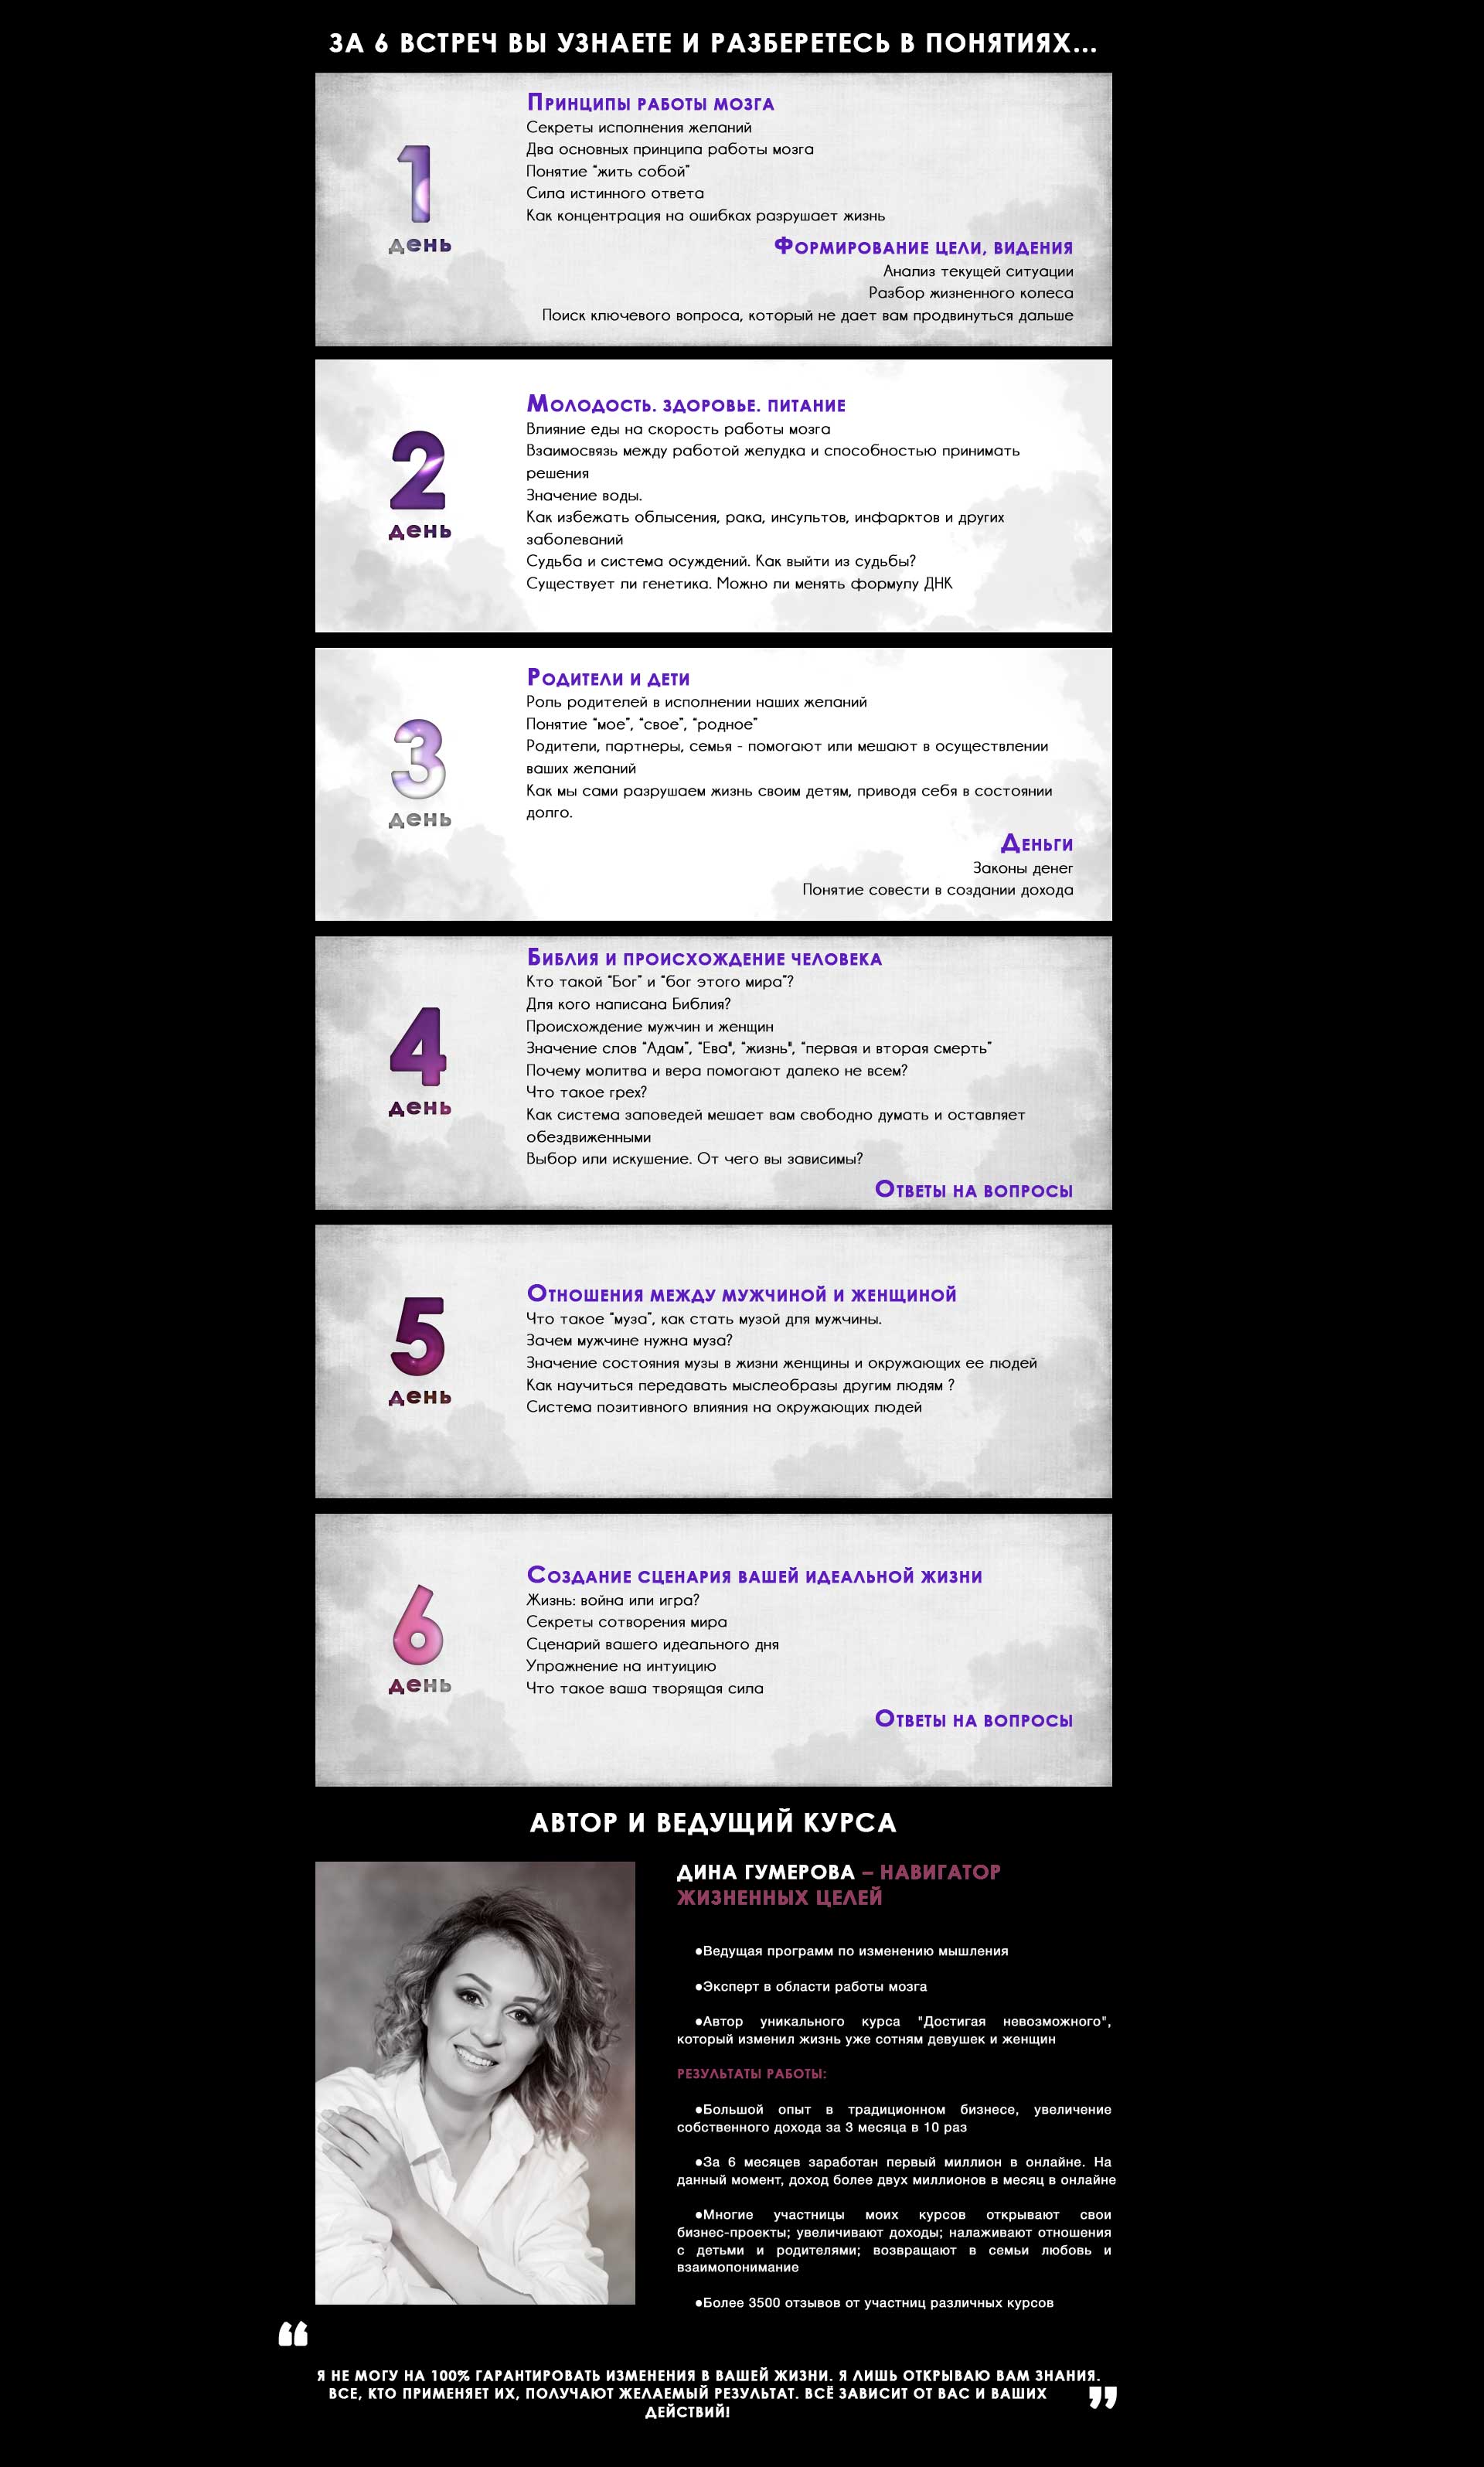 ЗА 6 ВСТРЕЧ ВЫ УЗНАЕТЕ И РАЗБЕРЕТЕСЬ В ПОНЯТИЯХ...
1
день
Принципы работы мозга
Секреты исполнения желаний
Два основных принципа работы мозга
Понятие “жить собой”
Сила истинного ответа
Как концентрация на ошибках разрушает жизнь
Формирование цели, видения
Анализ текущей ситуации
Разбор жизненного колеса
Поиск ключевого вопроса, который не дает вам продвинуться дальше
2
день
Молодость. здоровье. питание
Влияние еды на скорость работы мозга
Взаимосвязь между работой желудка и способностью принимать
решения
Значение воды.
Как избежать облысения, рака, инсультов, инфарктов и других
заболеваний
Судьба и система осуждений. Как выйти из судьбы?
Существует ли генетика. Можно ли менять формулу ДНК
3
день
Родители и дети
Роль родителей в исполнении наших желаний
Понятие “мое”, “свое”, “родное”
Родители, партнеры, семья - помогают или мешают в осуществлении
ваших желаний
Как мы сами разрушаем жизнь своим детям, приводя себя в состоянии
долго.
Деньги
Законы денег
Понятие совести в создании дохода
4
день
Библия и происхождение человека
Кто такой “Бог” и “бог этого мира”?
Для кого написана Библия?
Происхождение мужчин и женщин
Значение слов “Адам”, “Ева", “жизнь", “первая и вторая смерть”
Почему молитва и вера помогают далеко не всем?
Что такое грех?
Как система заповедей мешает вам свободно думать и оставляет
обездвиженными
Выбор или искушение. От чего вы зависимы?
Ответы на вопросы
5
день
Отношения между мужчиной и женщиной
Что такое “муза”, как стать музой для мужчины.
Зачем мужчине нужна муза?
Значение состояния музы в жизни женщины и окружающих ее людей
Как научиться передавать мыслеобразы другим людям ?
Система позитивного влияния на окружающих людей
6
день
Создание сценария вашей идеальной жизни
Жизнь: война или игра?
Секреты сотворения мира
Сценарий вашего идеального дня
Упражнение на интуицию
Что такое ваша творящая сила
Ответы на вопросы
АВТОР И ВЕДУЩИЙ КУРСА
ДИНА ГУМЕРОВА – НАВИГАТОР
ЖИЗНЕННЫХ ЦЕЛЕЙ
●Ведущая программ по изменению мышления
●Эксперт в области работы мозга
●Автор уникального курса "Достигая невозможного",
который изменил жизнь уже сотням девушек и женщин
РЕЗУЛЬТАТЫ РАБОТЫ:
●Большой опыт в традиционном бизнесе, увеличение
собственного дохода за 3 месяца в 10 раз
●За 6 месяцев заработан первый миллион в онлайне. На
данный момент, доход более двух миллионов в месяц в онлайне
●Многие участницы моих курсов открывают свои
бизнес-проекты; увеличивают доходы; налаживают отношения
с детьми и родителями; возвращают в семьи любовь и
взаимопонимание
●Более 3500 отзывов от участниц различных курсов
“
Я НЕ МОГУ НА 100% ГАРАНТИРОВАТЬ ИЗМЕНЕНИЯ В ВАШЕЙ ЖИЗНИ. Я ЛИШЬ ОТКРЫВАЮ ВАМ ЗНАНИЯ.
ВСЕ, КТО ПРИМЕНЯЕТ ИХ, ПОЛУЧАЮТ ЖЕЛАЕМЫЙ РЕЗУЛЬТАТ. ВСЁ ЗАВИСИТ ОТ ВАС И ВАШИХ
ДЕЙСТВИЙ!
”